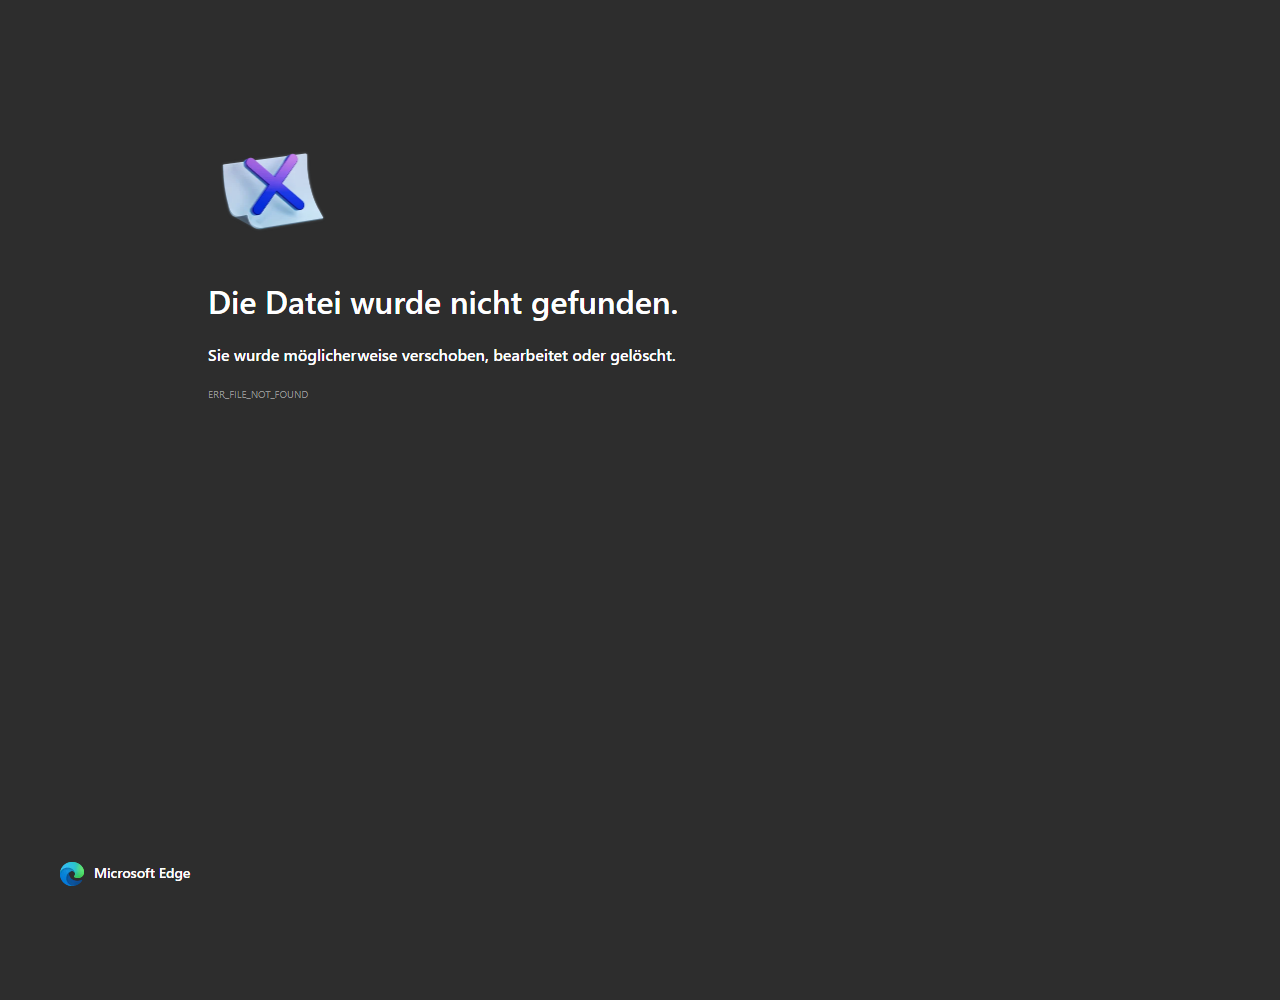 Die Datei wurde nicht gefunden.
Sie wurde möglicherweise verschoben, bearbeitet oder gelöscht.
ERR_FILE_NOT_FOUND
Microsoft Edge